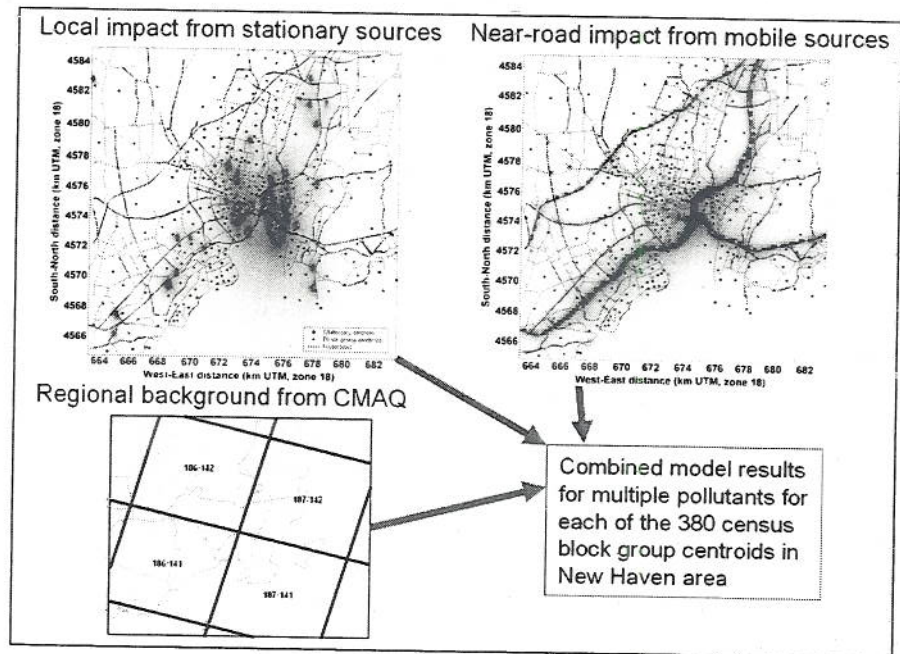 Local impact from stationary sources
4584
4582
4580
4578
4576
4574
4572
4570
4568
4566
South-North distance (km UTM, zone 18)
664 666 668 670 672 674 676 678 680 682
West-East distance (km UTM, zone 18)
Near-road impact from mobile sources
4584
4582
4580
4578
4576
4574
4572
4570
4568
4566
South-North distance (km UTM, zone 18)
664 666 668 670 672 674 676 678 680 682
West-East distance (km UTM, zone 18)
Regional background from CMAQ
186-142
187-142
186-141
187-141
Combined model results
for multiple pollutants for
each of the 380 census
block group centroids in
New Haven area